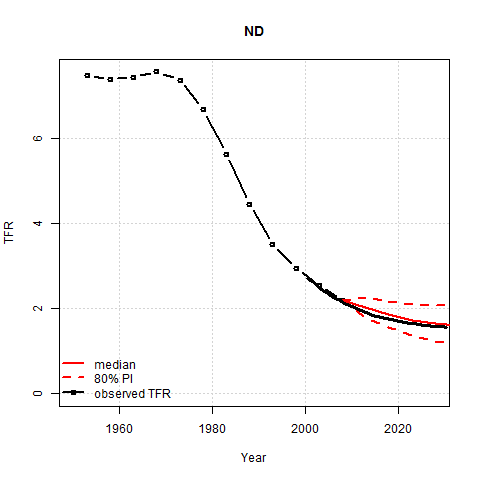 ND
TFR
6
4
2
0
median
80% PI
observed TFR
1960
1980
2000
2020
Year